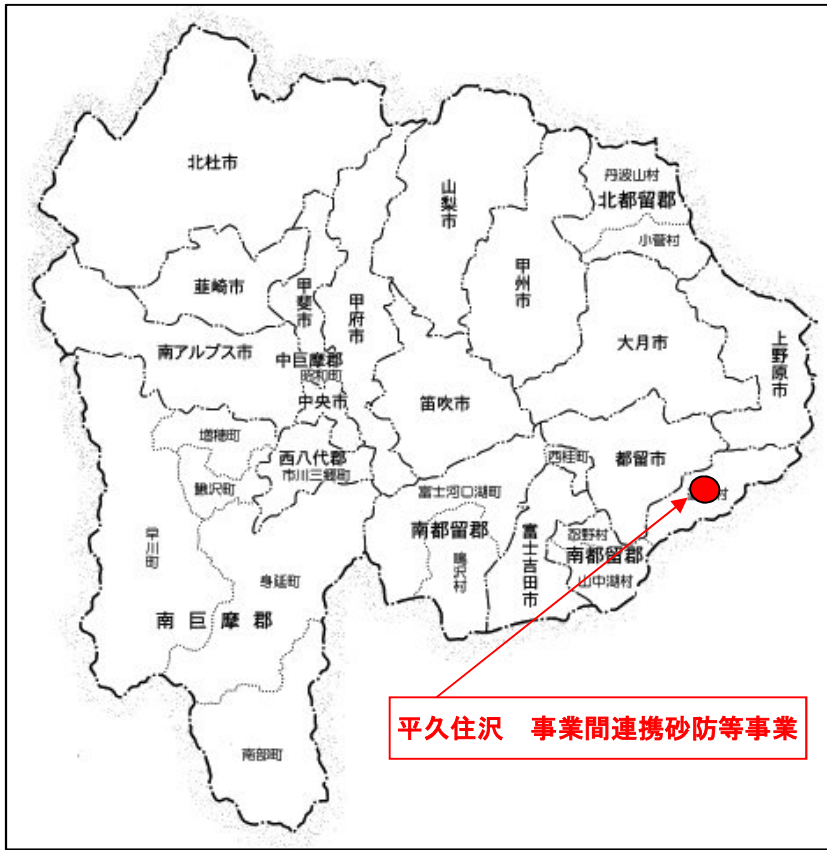 北杜市
丹波山村
北都留郡
小菅村
山梨市
甲州市
韮崎市
甲斐市
甲府市
大月市
上野原市
南アルプス市
中巨摩郡
昭和町
中央市
笛吹市
増穂町
西八代郡
市川三郷町
西桂町
都留市
鰍沢町
富士河口湖町
村
早川町
南都留郡
鳴沢村
富士吉田市
忍野村
南都留郡
山中湖村
身延町
南巨摩郡
平久住沢 事業間連携砂防等事業
南部町